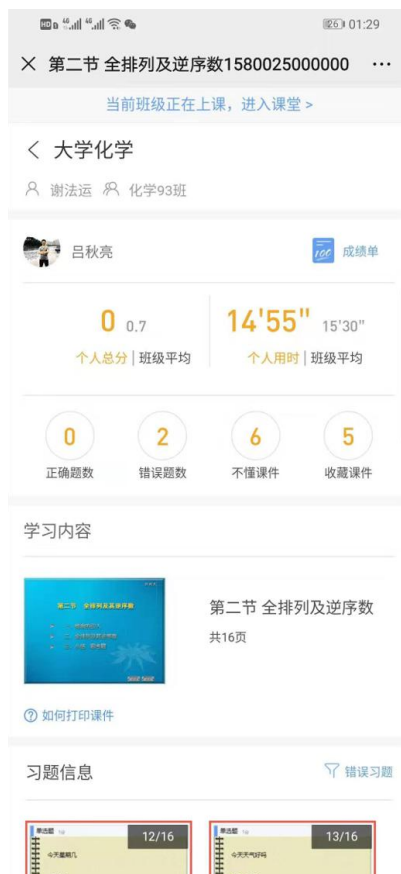 01:29
第二节 全排列及逆序数1580025000000 ···
当前班级正在上课，进入课堂 >
大学化学
谢法运 化学93班
吕秋亮 成绩单
0 0.7 14'55" 15'30"
个人总分|班级平均 个人用时|班级平均
0 2 6 5
正确题数 错误题数 不懂课件 收藏课件
学习内容
第二节 全排列及其逆序数
第二节 全排列及逆序数
共16页
如何打印课件
习题信息 错误习题
单选题 12/16 单选题 13/16
今天星期几 今天天气好吗